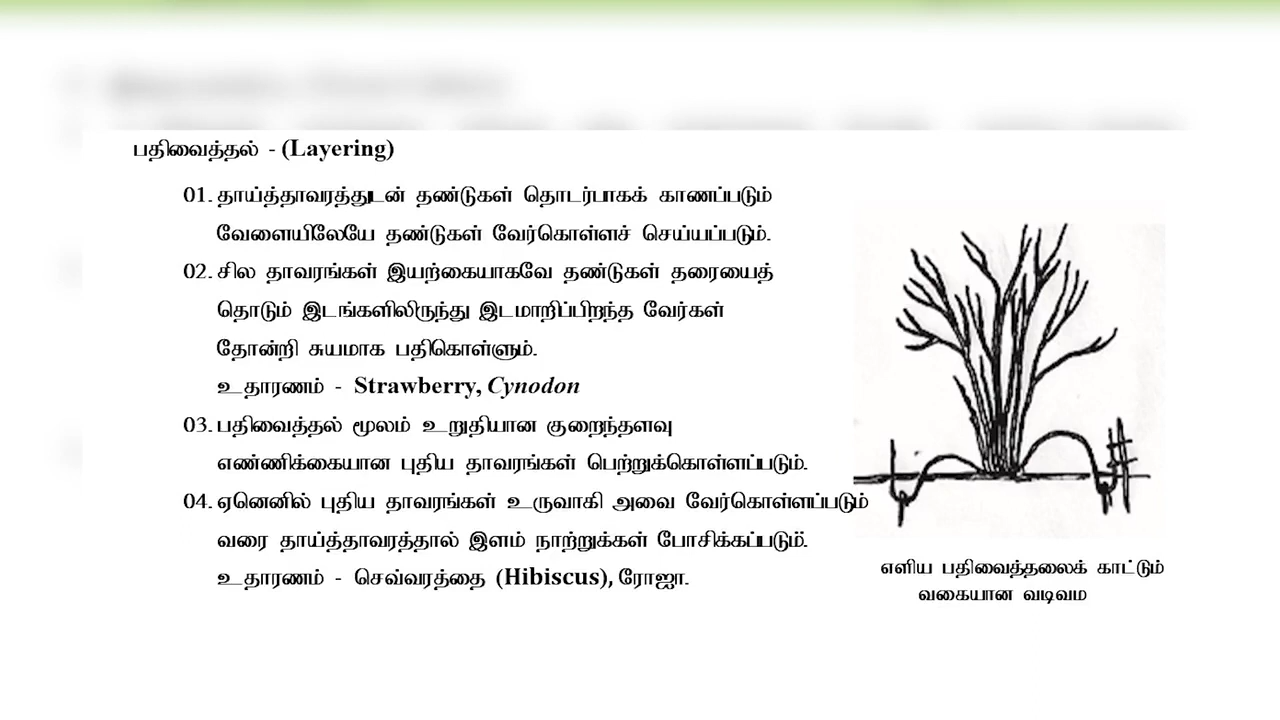 பதிவைத்தல் - (Layering)
01. தாய்த்தாவரத்துடன் தண்டுகள் தொடர்பாகக் காணப்படும்
வேளையிலேயே தண்டுகள் வேர்கொள்ளச் செய்யப்படும்.
02. சில தாவரங்கள் இயற்கையாகவே தண்டுகள் தரையைத்
தொடும் இடங்களிலிருந்து இடமாறிப்பிறந்த வேர்கள்
தோன்றி சுயமாக பதிகொள்ளும்.
உதாரணம் - Strawberry, Cynodon
03. பதிவைத்தல் மூலம் உறுதியான குறைந்தளவு
எண்ணிக்கையான புதிய தாவரங்கள் பெற்றுக்கொள்ளப்படும்.
04. ஏனெனில் புதிய தாவரங்கள் உருவாகி அவை வேர்கொள்ளப்படும்
வரை தாய்த்தாவரத்தால் இளம் நாற்றுக்கள் போசிக்கப்படும்.
உதாரணம் - செவ்வரத்தை (Hibiscus), ரோஜா.
எளிய பதிவைத்தலைக் காட்டும்
வகையான வடிவம